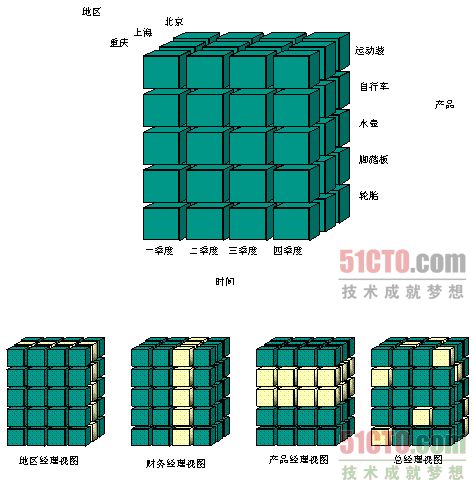 地区
北京
上海
重庆
运动装
自行车
产品
水壶
脚踏板
轮胎
一季度 二季度 三季度 四季度
时间
51CTO.com
技术成就梦想
地区经理视图 财务经理视图 产品经理视图 总经理视图
51CTO.com
技术成就梦想